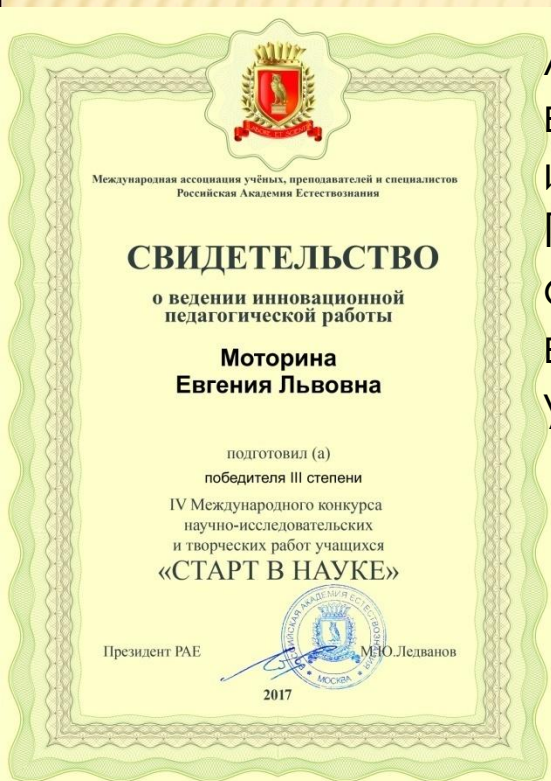 Международная ассоциация учёных, преподавателей и специалистов
Российская Академия Естествознания
СВИДЕТЕЛЬСТВО
о ведении инновационной
педагогической работы
Моторина
Евгения Львовна
подготовил (а)
победителя III степени
IV Международного конкурса
научно-исследовательских
и творческих работ учащихся
«СТАРТ В НАУКЕ»
Президент РАЕ
М.Ю.Ледванов
МОСКВА
2017